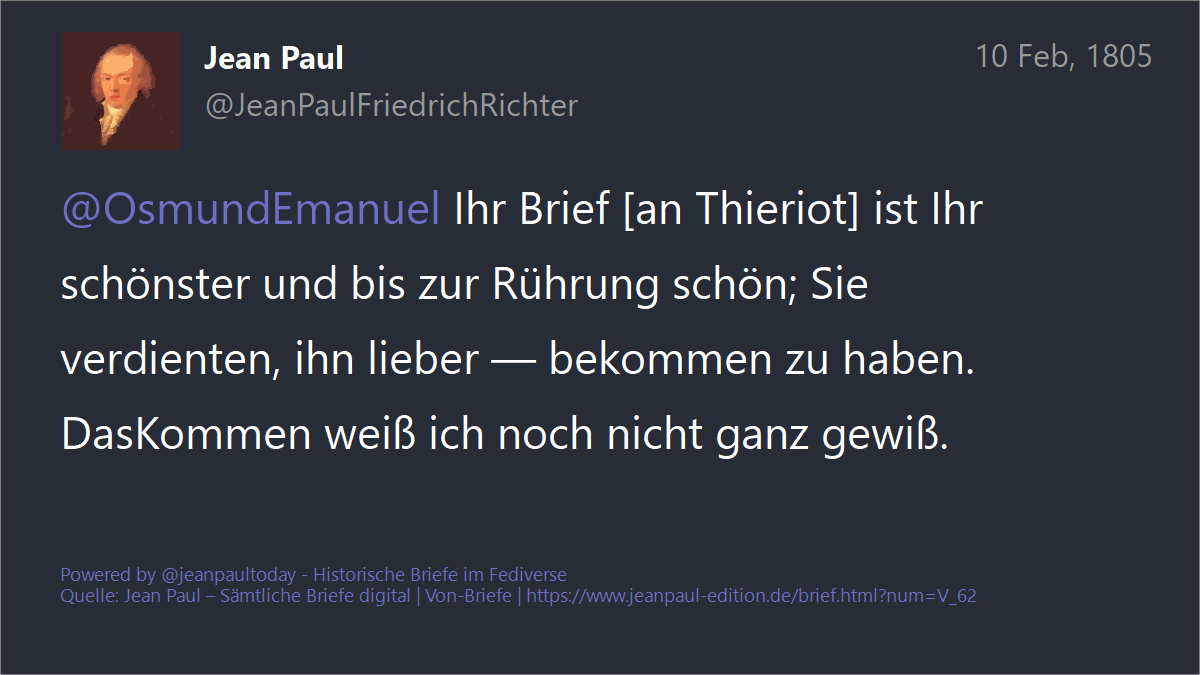 Jean Paul
10 Feb, 1805
@JeanPaulFriedrichRichter
@OsmundEmanuel Ihr Brief [an Thieriot] ist Ihr
schönster und bis zur Rührung schön; Sie
verdienten, ihn lieber — bekommen zu haben.
DasKommen weiß ich noch nicht ganz gewiß.
Powered by @jeanpaultoday - Historische Briefe im Fediverse
Quelle: Jean Paul – Sämtliche Briefe digital | Von-Briefe | https://www.jeanpaul-edition.de/brief.html?num=V_62